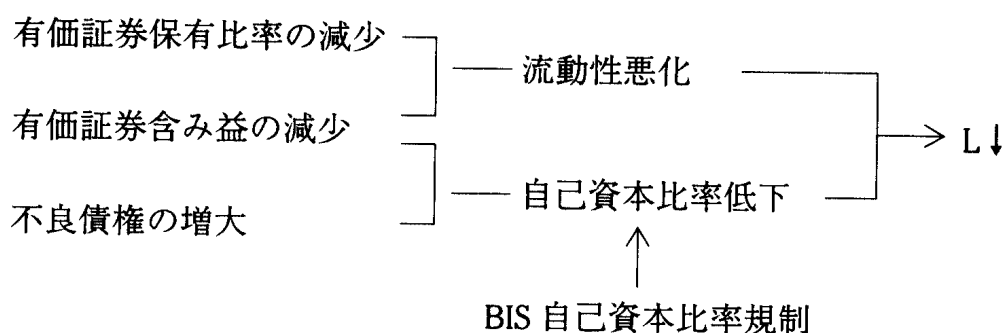 有価証券保有比率の減少
流動性悪化
有価証券含み益の減少
L↓
自己資本比率低下
不良債権の増大
BIS 自己資本比率規制